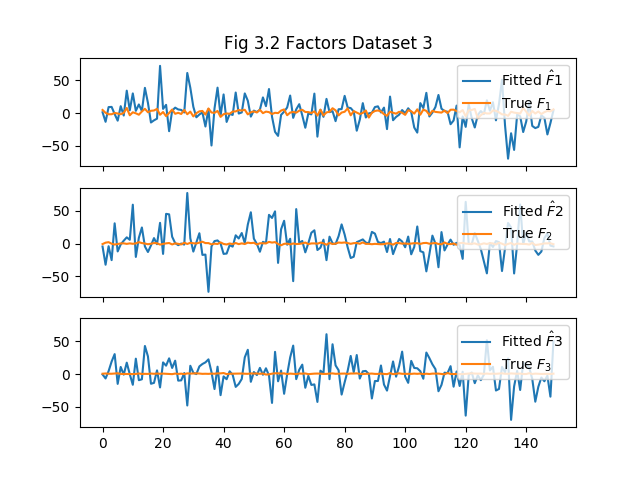 Fig 3.2 Factors Dataset 3
50
0
−50
Fitted F̂1
True F₁
50
0
−50
Fitted F̂2
True F₂
50
0
−50
Fitted F̂3
True F₃
0 20 40 60 80 100 120 140